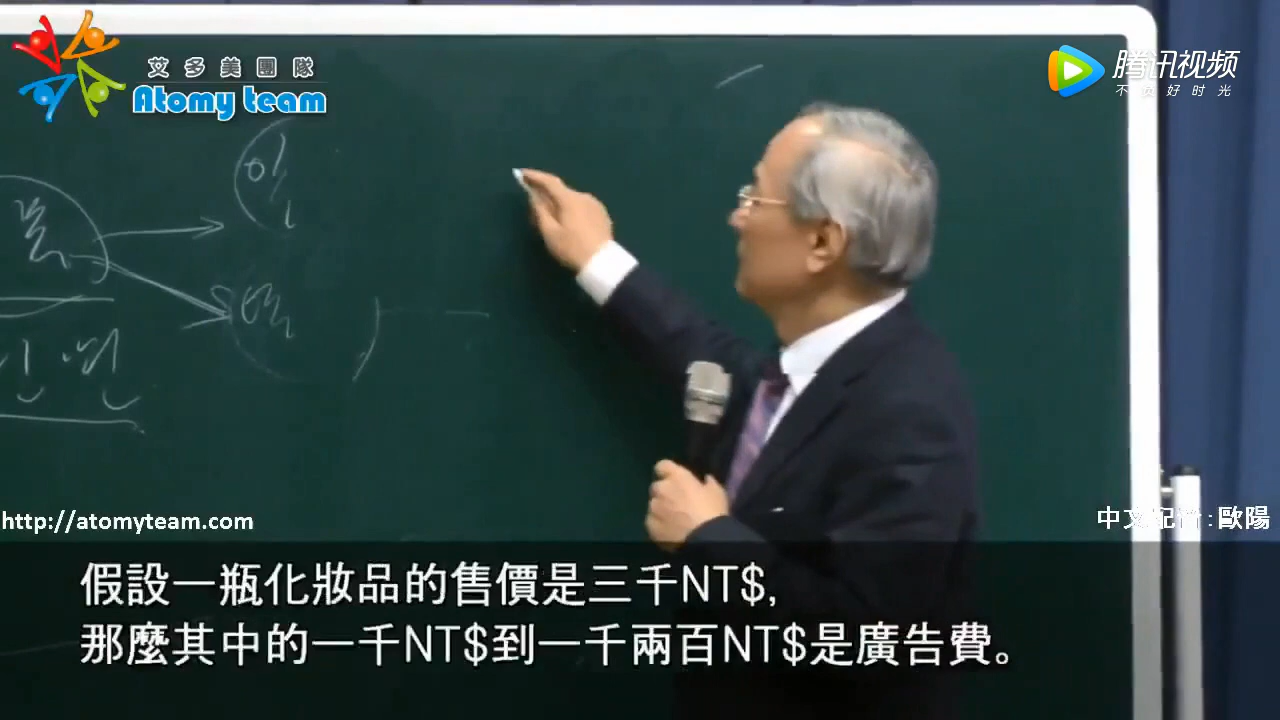 艾多美團隊
Atomy team
腾讯视频
不负好时光
http://atomyteam.com
中文配音:歐陽
假設一瓶化妝品的售價是三千NT$,
那麼其中的一千NT$到一千兩百NT$是廣告費。